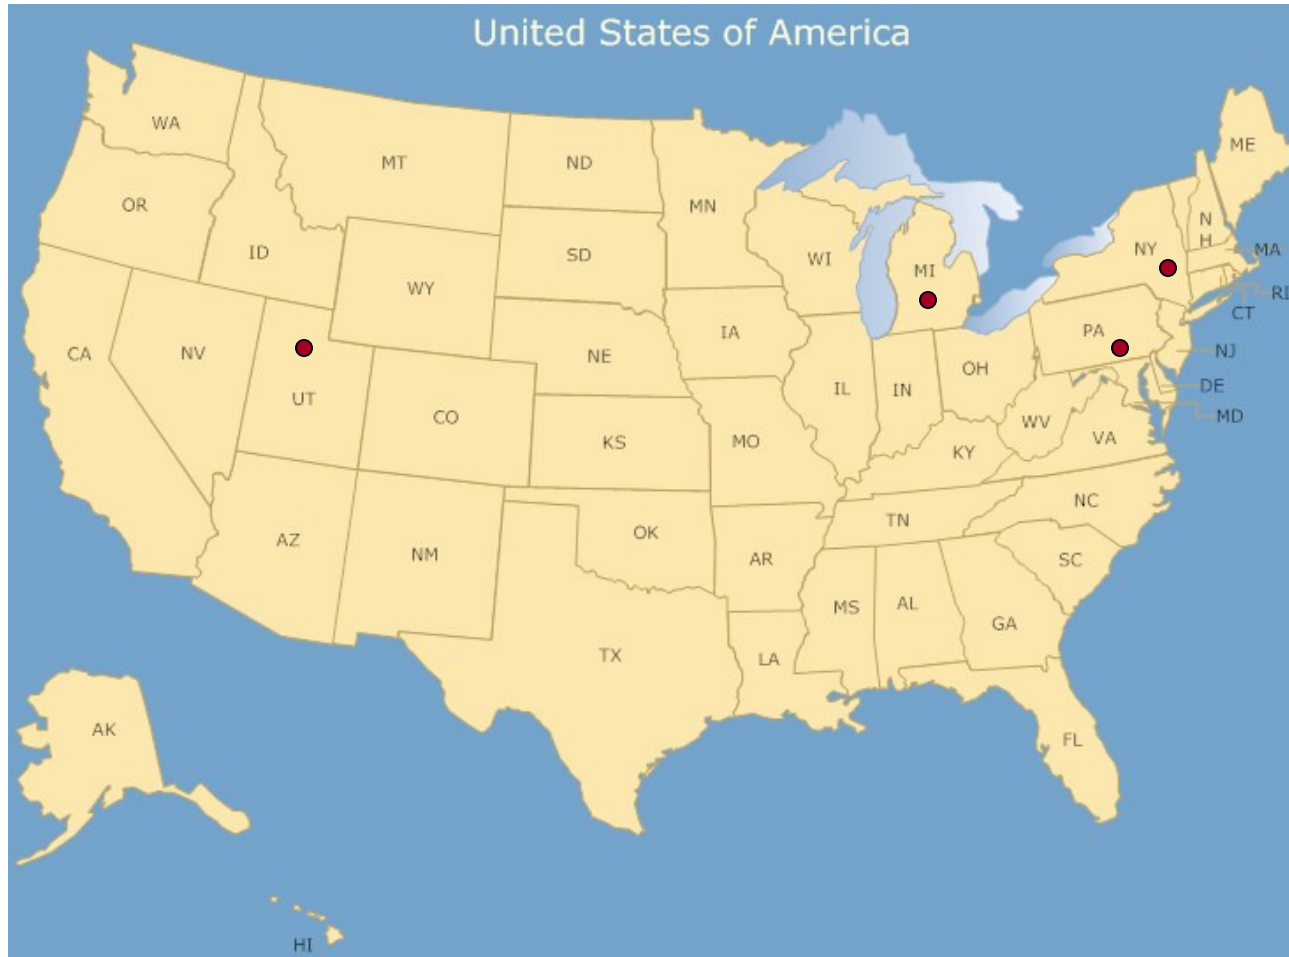 United States of America
WA
MT
ND
MN
ME
OR
ID
SD
WI
MI
NY
N
H
MA
WY
RI
CT
CA
NV
UT
CO
NE
IA
IL
IN
OH
PA
NJ
DE
MD
KS
MO
KY
WV
VA
AZ
NM
OK
AR
TN
NC
SC
MS
AL
GA
TX
LA
FL
AK
HI